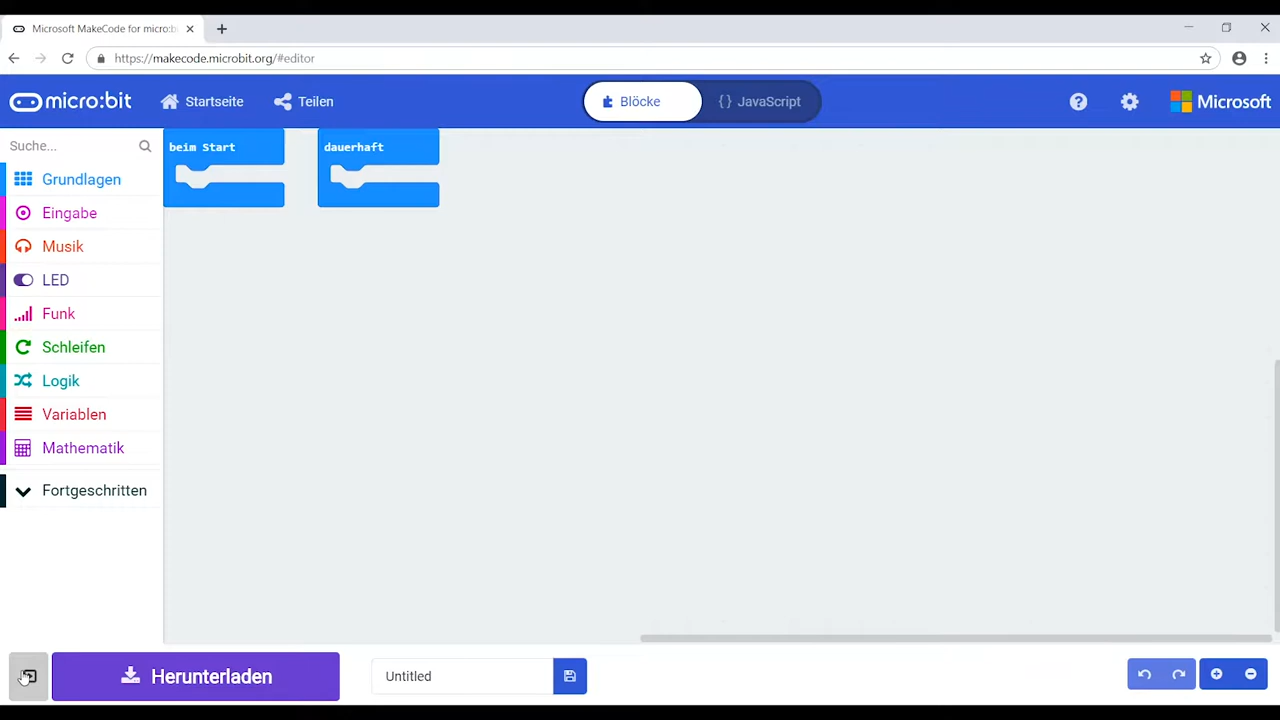 Microsoft MakeCode for micro:b
https://makecode.microbit.org/#editor
micro:bit
Startseite
Teilen
Blöcke
{} JavaScript
Microsoft
Suche...
beim Start
dauerhaft
Grundlagen
Eingabe
Musik
LED
Funk
Schleifen
Logik
Variablen
Mathematik
Fortgeschritten
Herunterladen
Untitled